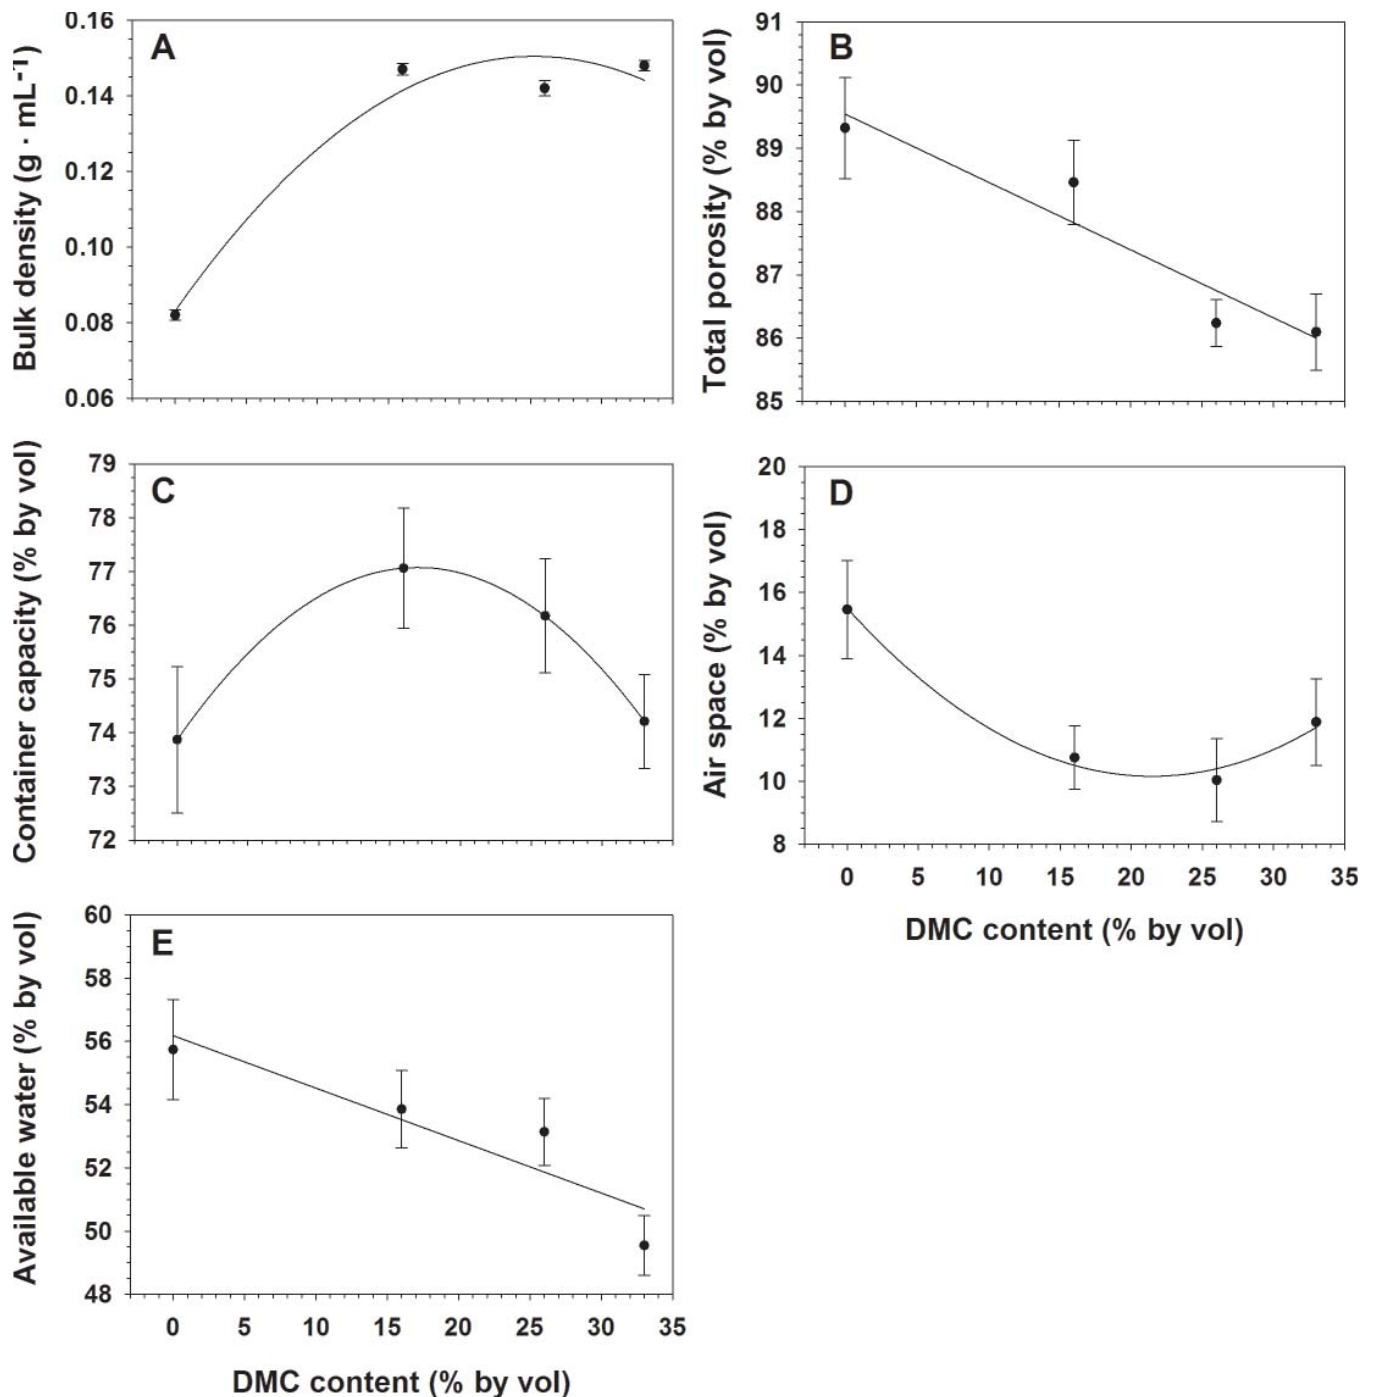 A
Bulk density (g · mL⁻¹)
0.16
0.14
0.12
0.10
0.08
0.06
B
Total porosity (% by vol)
91
90
89
88
87
86
85
C
Container capacity (% by vol)
79
78
77
76
75
74
73
72
D
Air space (% by vol)
20
18
16
14
12
10
8
0 5 10 15 20 25 30 35
DMC content (% by vol)
E
Available water (% by vol)
60
58
56
54
52
50
48
0 5 10 15 20 25 30 35
DMC content (% by vol)